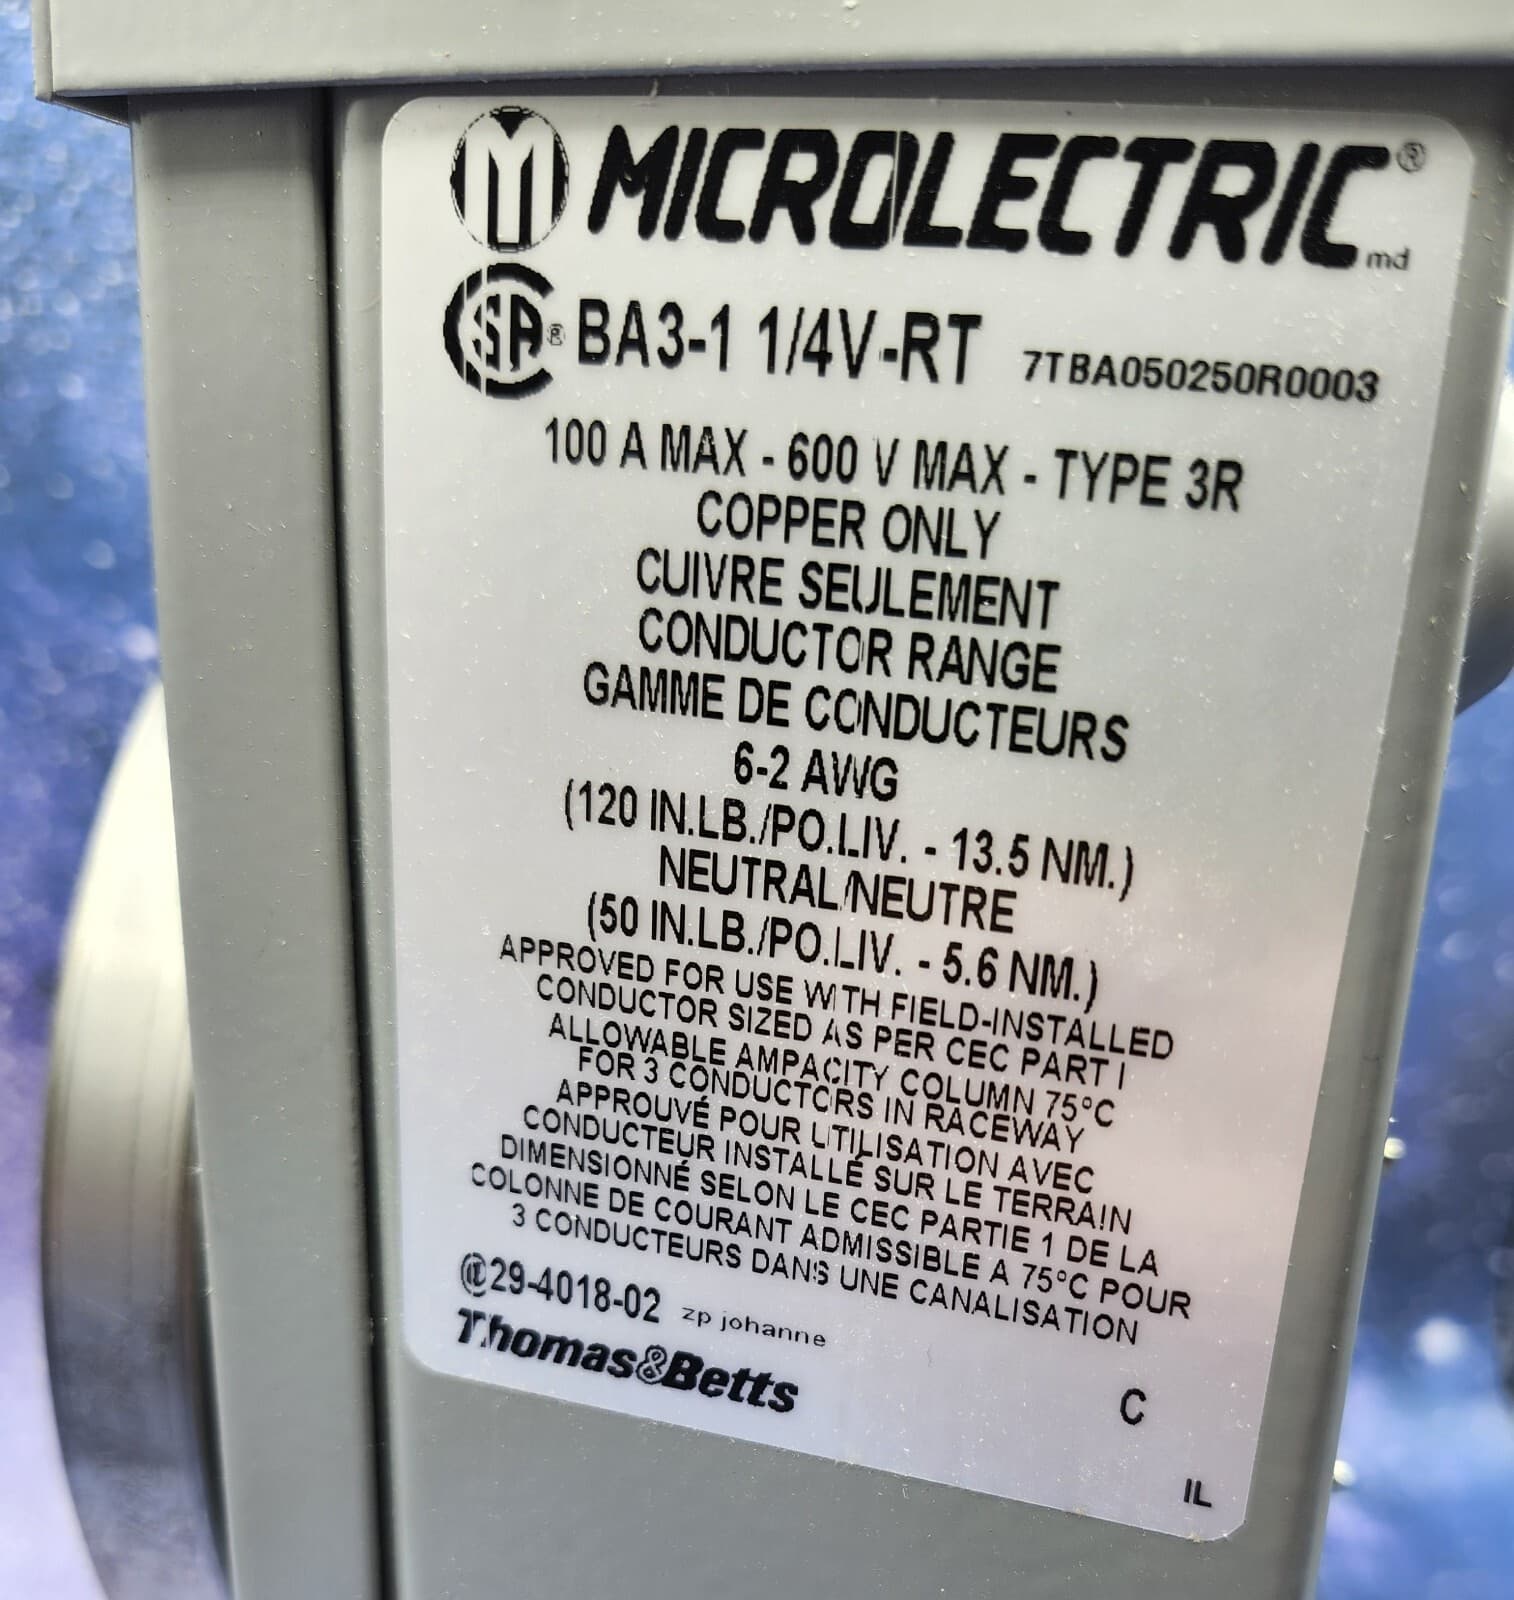 M MICROLECTRIC® md
CSA® BA3-1 1/4V-RT 7TBA050250R0003
100 A MAX - 600 V MAX - TYPE 3R
COPPER ONLY
CUIVRE SEULEMENT
CONDUCTOR RANGE
GAMME DE CONDUCTEURS
6-2 AWG
(120 IN.LB./PO.LIV. - 13.5 NM.)
NEUTRAL/NEUTRE
(50 IN.LB./PO.LIV. - 5.6 NM.)
APPROVED FOR USE WITH FIELD-INSTALLED
CONDUCTOR SIZED AS PER CEC PART I
ALLOWABLE AMPACITY COLUMN 75°C
FOR 3 CONDUCTORS IN RACEWAY
APPROUVÉ POUR UTILISATION AVEC
CONDUCTEUR INSTALLÉ SUR LE TERRAIN
DIMENSIONNÉ SELON LE CEC PARTIE 1 DE LA
COLONNE DE COURANT ADMISSIBLE A 75°C POUR
3 CONDUCTEURS DANS UNE CANALISATION
29-4018-02 zp johanne
Thomas&Betts
C
IL